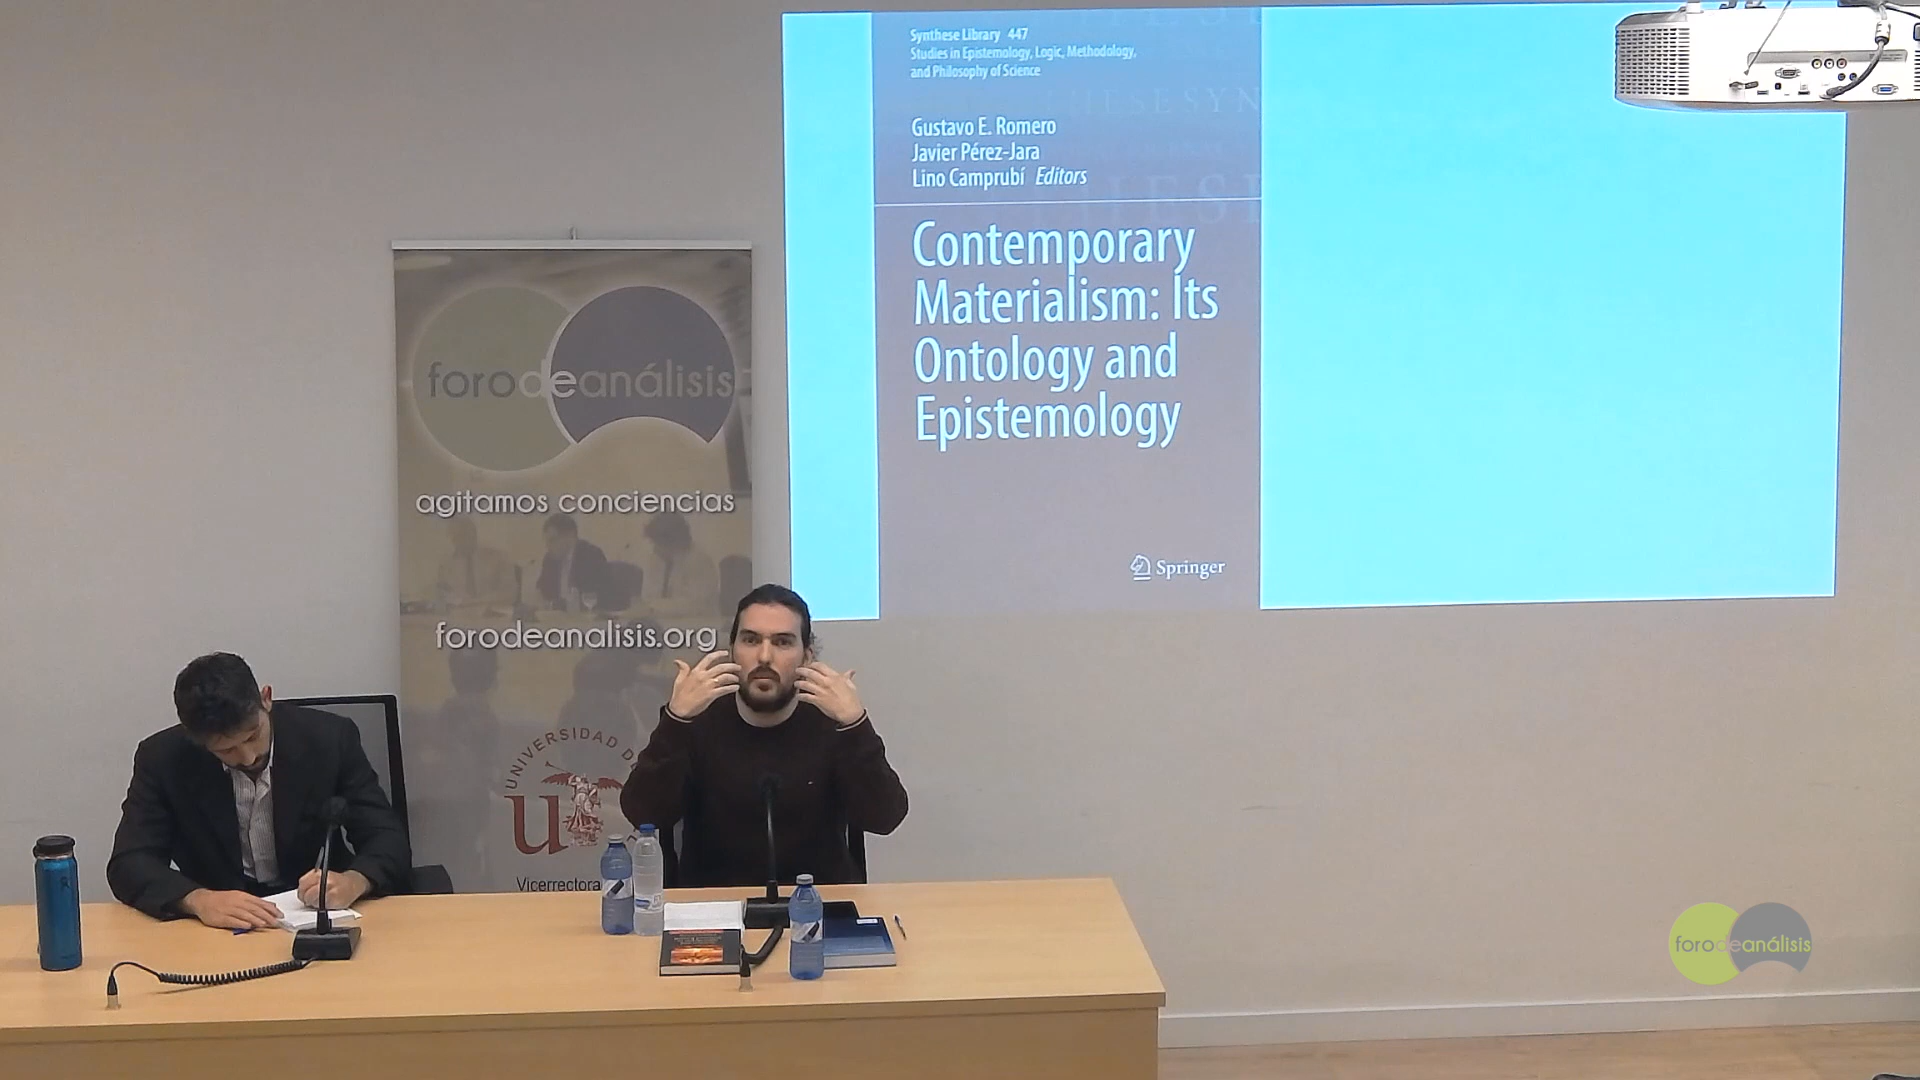 Synthese Library 447
Studies in Epistemology, Logic, Methodology,
and Philosophy of Science
Gustavo E. Romero
Javier Pérez-Jara
Lino Camprubí Editors
Contemporary
Materialism: Its
Ontology and
Epistemology
Springer
forodeanálisis
agitamos conciencias
forodeanalisis.org
UNIVERSIDAD DE
Vicerrectora
forodeanálisis